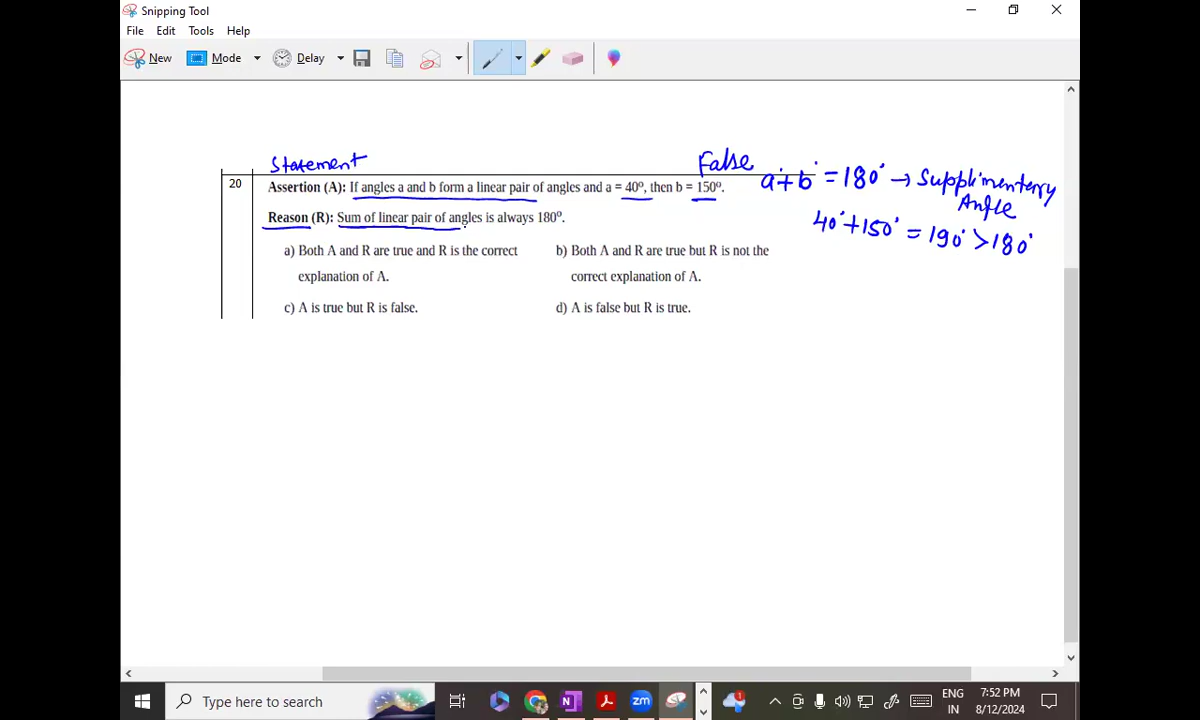 Snipping Tool
File Edit Tools Help
New Mode Delay
Statement
False
a° + b° = 180° → Supplimenterry Angle
40° + 150° = 190° > 180°
20 Assertion (A): If angles a and b form a linear pair of angles and a = 40º, then b = 150º.
Reason (R): Sum of linear pair of angles is always 180º.
a) Both A and R are true and R is the correct explanation of A.
b) Both A and R are true but R is not the correct explanation of A.
c) A is true but R is false.
d) A is false but R is true.
Type here to search
ENG
IN
7:52 PM
8/12/2024